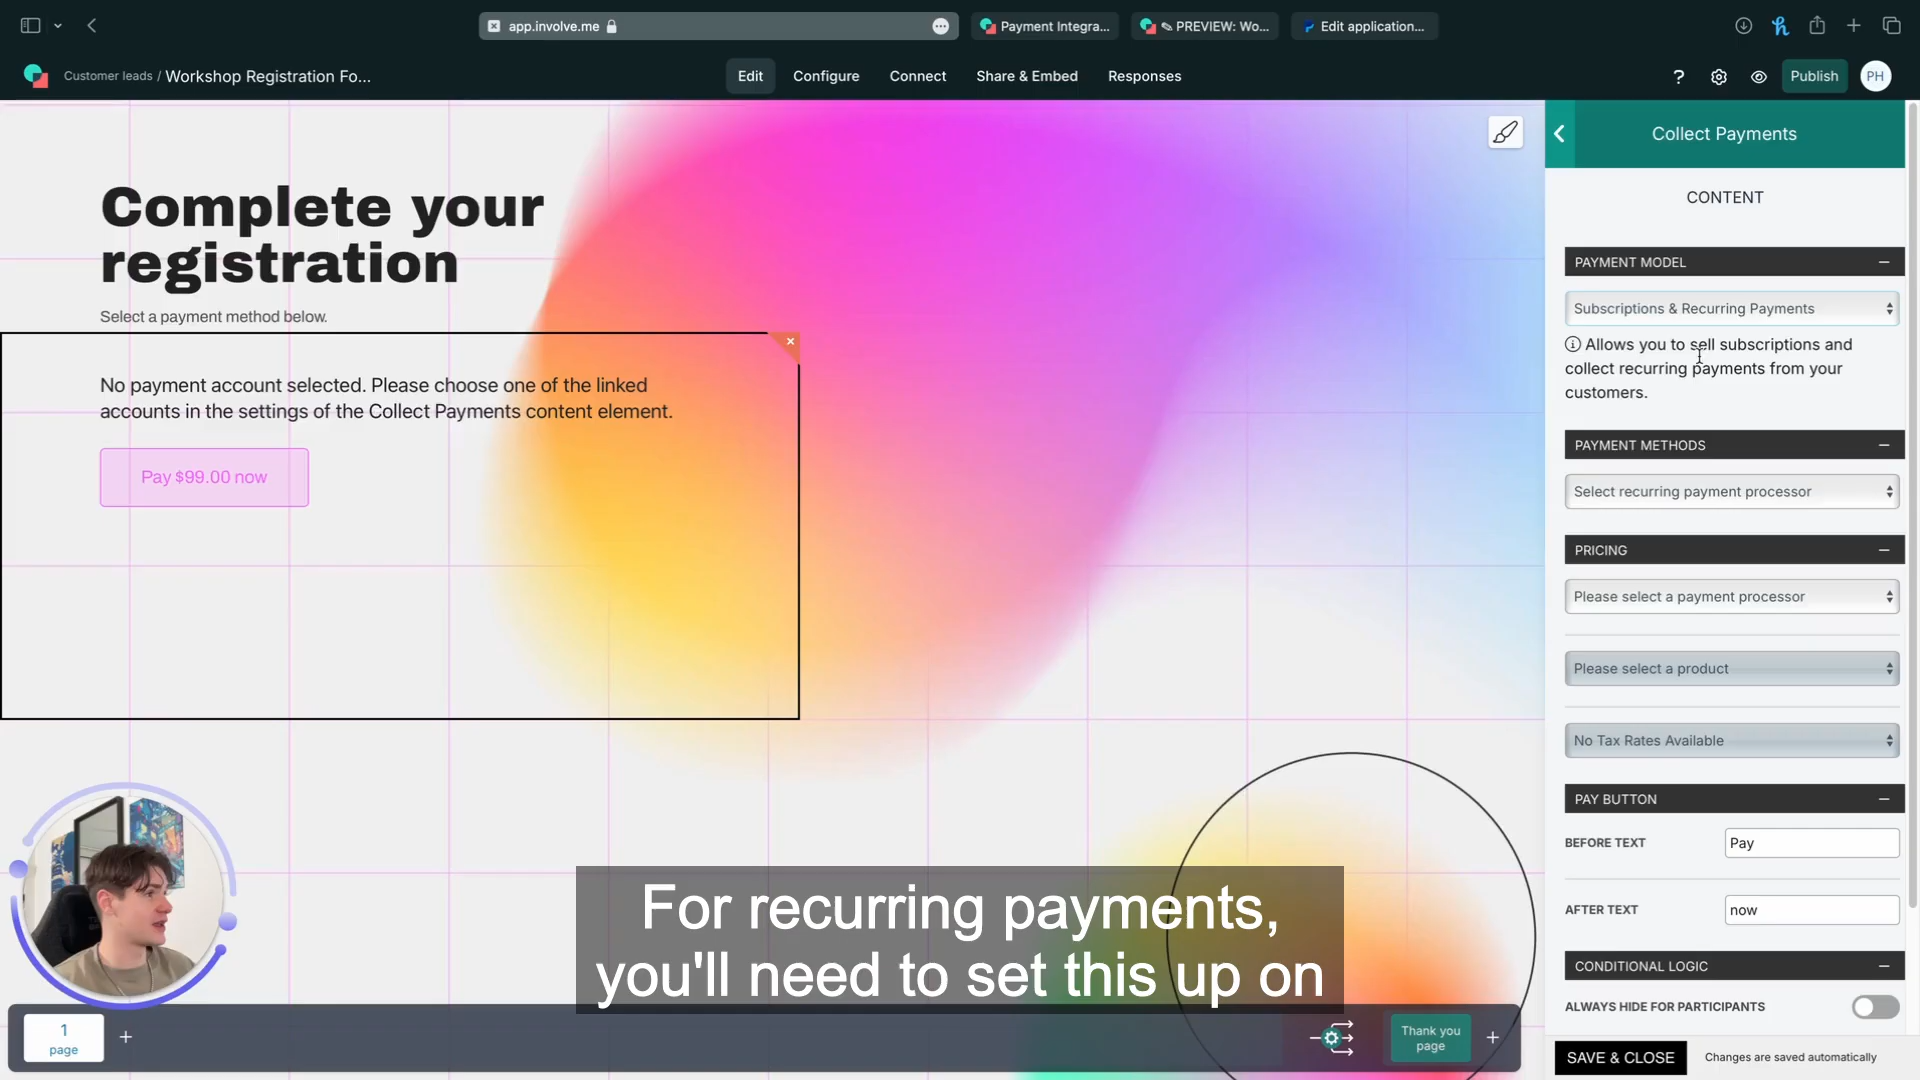 app.involve.me
Payment Integra...
✎ PREVIEW: Wo...
Edit application...
Customer leads / Workshop Registration Fo...
Edit
Configure
Connect
Share & Embed
Responses
?
Publish
PH
Collect Payments
CONTENT
Complete your
registration
Select a payment method below.
No payment account selected. Please choose one of the linked
accounts in the settings of the Collect Payments content element.
Pay $99.00 now
PAYMENT MODEL
Subscriptions & Recurring Payments
Allows you to sell subscriptions and
collect recurring payments from your
customers.
PAYMENT METHODS
Select recurring payment processor
PRICING
Please select a payment processor
Please select a product
No Tax Rates Available
PAY BUTTON
BEFORE TEXT
Pay
AFTER TEXT
now
CONDITIONAL LOGIC
ALWAYS HIDE FOR PARTICIPANTS
SAVE & CLOSE
Changes are saved automatically
For recurring payments,
you'll need to set this up on
1
page
Thank you
page